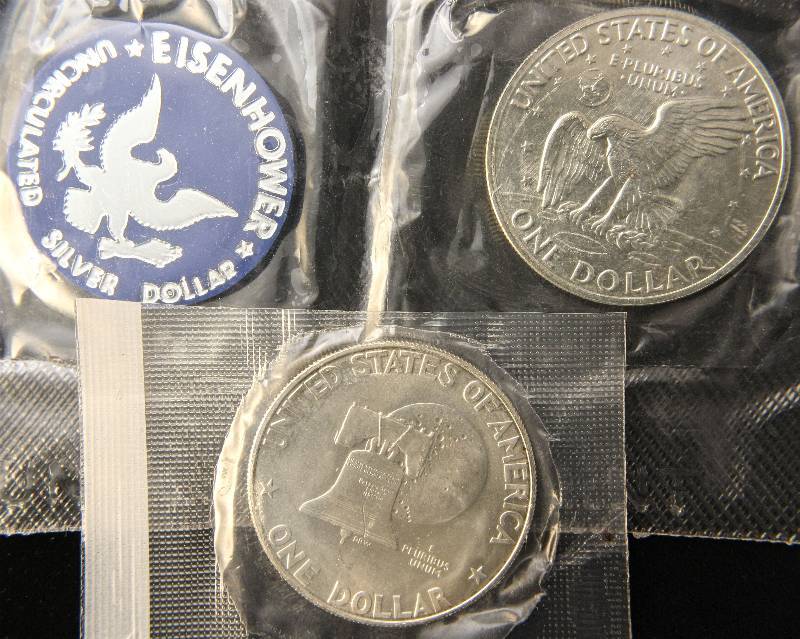 EISENHOWER
UNCIRCULATED
SILVER DOLLAR
UNITED STATES OF AMERICA
E PLURIBUS
UNUM
ONE DOLLAR
UNITED STATES OF AMERICA
E
PLURIBUS
UNUM
ONE DOLLAR